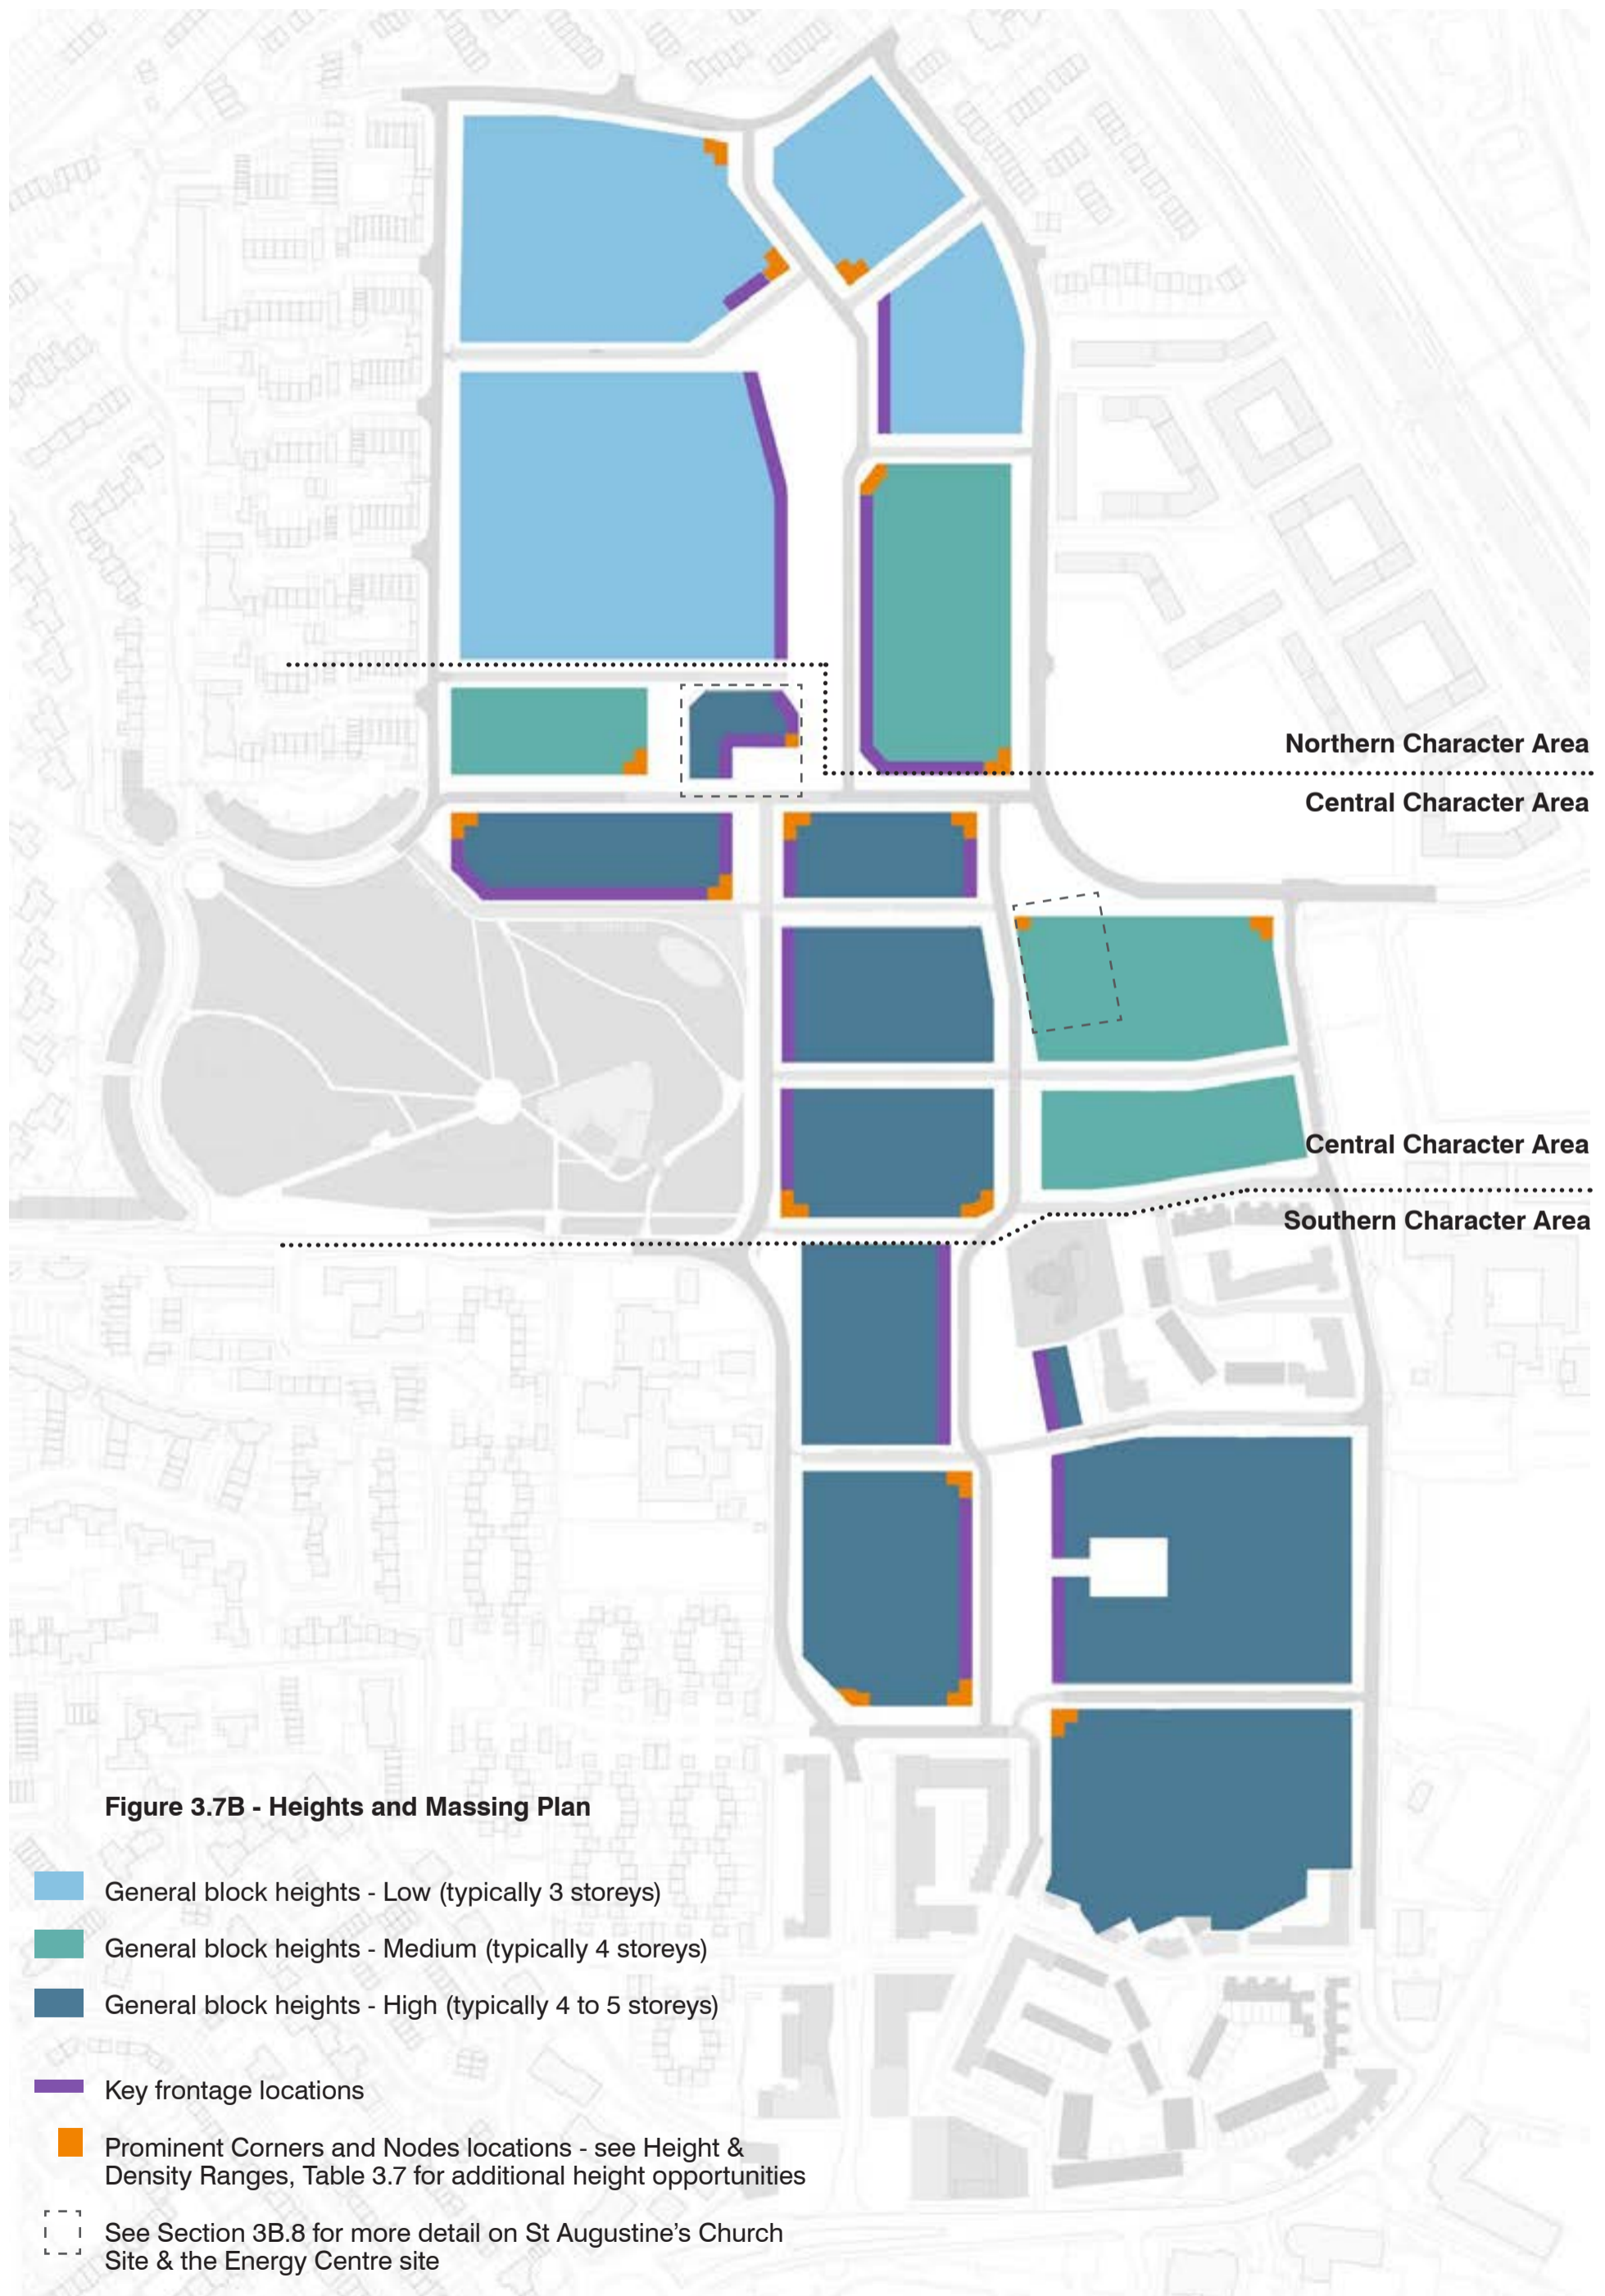 Northern Character Area
Central Character Area
Central Character Area
Southern Character Area
Figure 3.7B - Heights and Massing Plan
General block heights - Low (typically 3 storeys)
General block heights - Medium (typically 4 storeys)
General block heights - High (typically 4 to 5 storeys)
Key frontage locations
Prominent Corners and Nodes locations - see Height &
Density Ranges, Table 3.7 for additional height opportunities
See Section 3B.8 for more detail on St Augustine’s Church
Site & the Energy Centre site